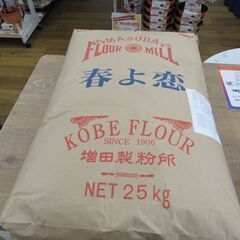 MASUDA
FLOUR MILL
春よ恋
KOBE FLOUR
SINCE 1906
増田製粉所
NET 25kg